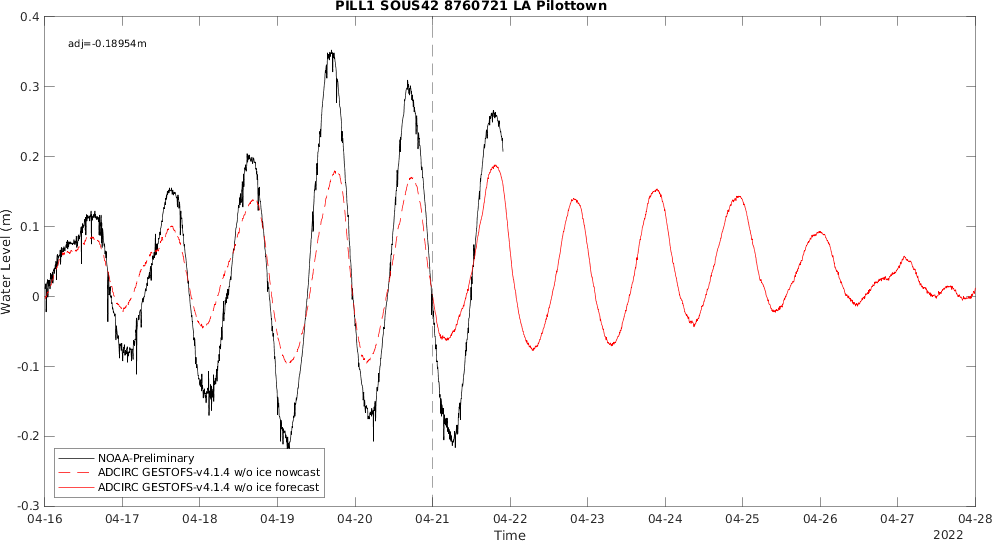 PILL1 SOUS42 8760721 LA Pilottown
adj=-0.18954m
0.4
0.3
0.2
0.1
0
-0.1
-0.2
-0.3
Water Level (m)
NOAA-Preliminary
ADCIRC GESTOFS-v4.1.4 w/o ice nowcast
ADCIRC GESTOFS-v4.1.4 w/o ice forecast
04-16 04-17 04-18 04-19 04-20 04-21 04-22 04-23 04-24 04-25 04-26 04-27 04-28
Time
2022